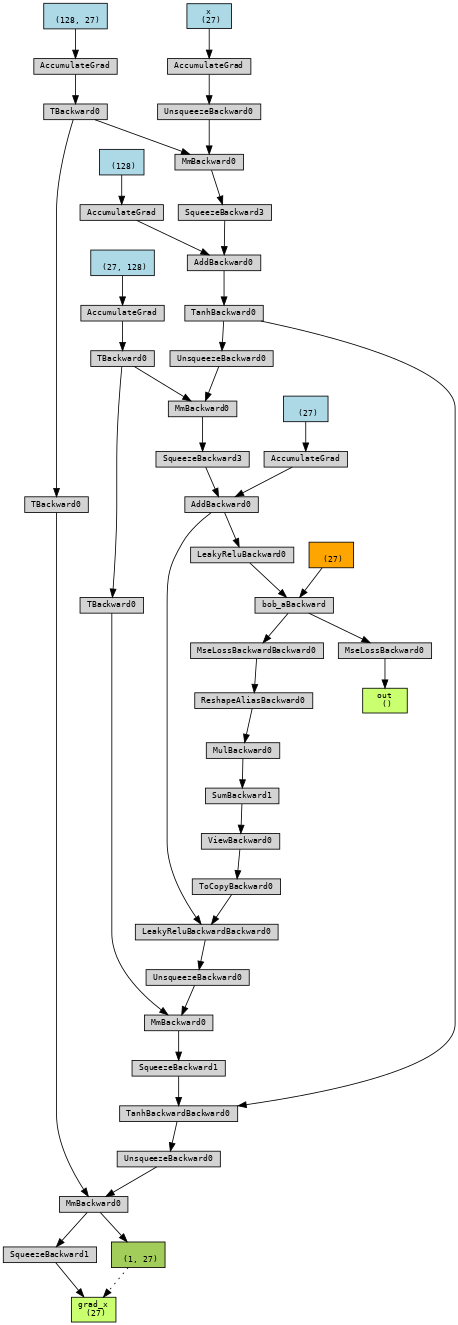 (128, 27)
x
(27)
AccumulateGrad
AccumulateGrad
TBackward0
UnsqueezeBackward0
(128)
MmBackward0
AccumulateGrad
SqueezeBackward3
(27, 128)
AddBackward0
AccumulateGrad
TanhBackward0
TBackward0
UnsqueezeBackward0
MmBackward0
(27)
SqueezeBackward3
AccumulateGrad
TBackward0
AddBackward0
LeakyReluBackward0
(27)
TBackward0
bob_aBackward
MseLossBackwardBackward0
MseLossBackward0
ReshapeAliasBackward0
out
()
MulBackward0
SumBackward1
ViewBackward0
ToCopyBackward0
LeakyReluBackwardBackward0
UnsqueezeBackward0
MmBackward0
SqueezeBackward1
TanhBackwardBackward0
UnsqueezeBackward0
MmBackward0
SqueezeBackward1
(1, 27)
grad_x
(27)